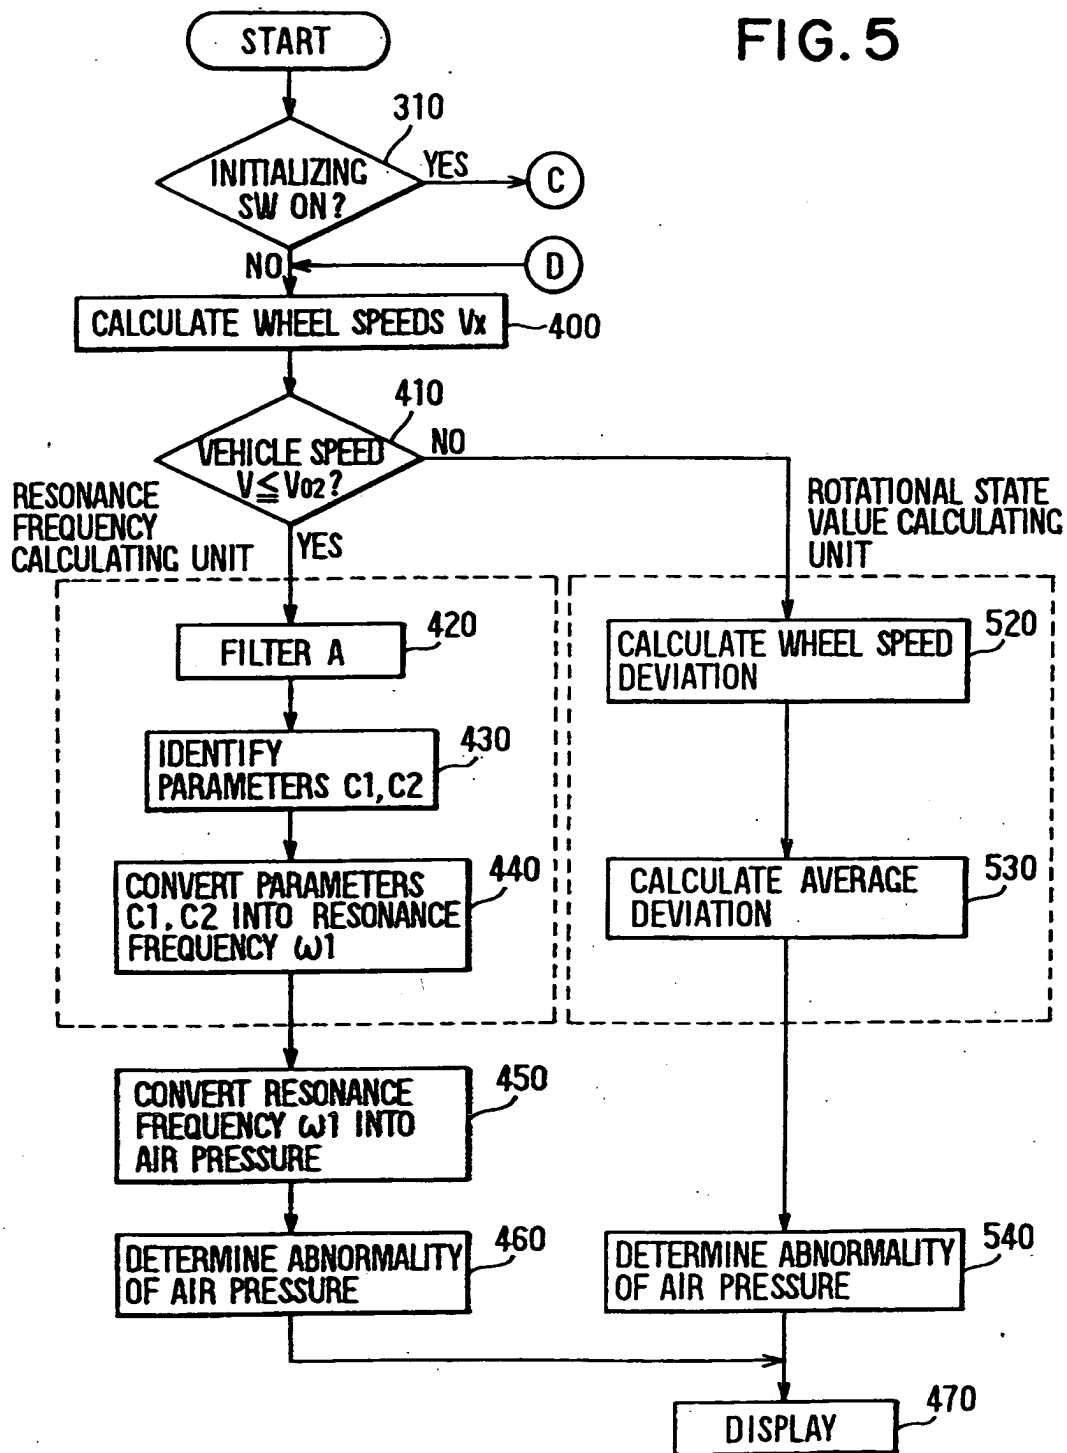 FIG. 5
START
310
INITIALIZING
SW ON?
YES
C
NO
D
CALCULATE WHEEL SPEEDS Vx
400
410
VEHICLE SPEED
V≦V02?
NO
YES
RESONANCE
FREQUENCY
CALCULATING UNIT
ROTATIONAL STATE
VALUE CALCULATING
UNIT
FILTER A
420
IDENTIFY
PARAMETERS C1, C2
430
CONVERT PARAMETERS
C1, C2 INTO RESONANCE
FREQUENCY ω1
440
CONVERT RESONANCE
FREQUENCY ω1 INTO
AIR PRESSURE
450
DETERMINE ABNORMALITY
OF AIR PRESSURE
460
CALCULATE WHEEL SPEED
DEVIATION
520
CALCULATE AVERAGE
DEVIATION
530
DETERMINE ABNORMALITY
OF AIR PRESSURE
540
DISPLAY
470